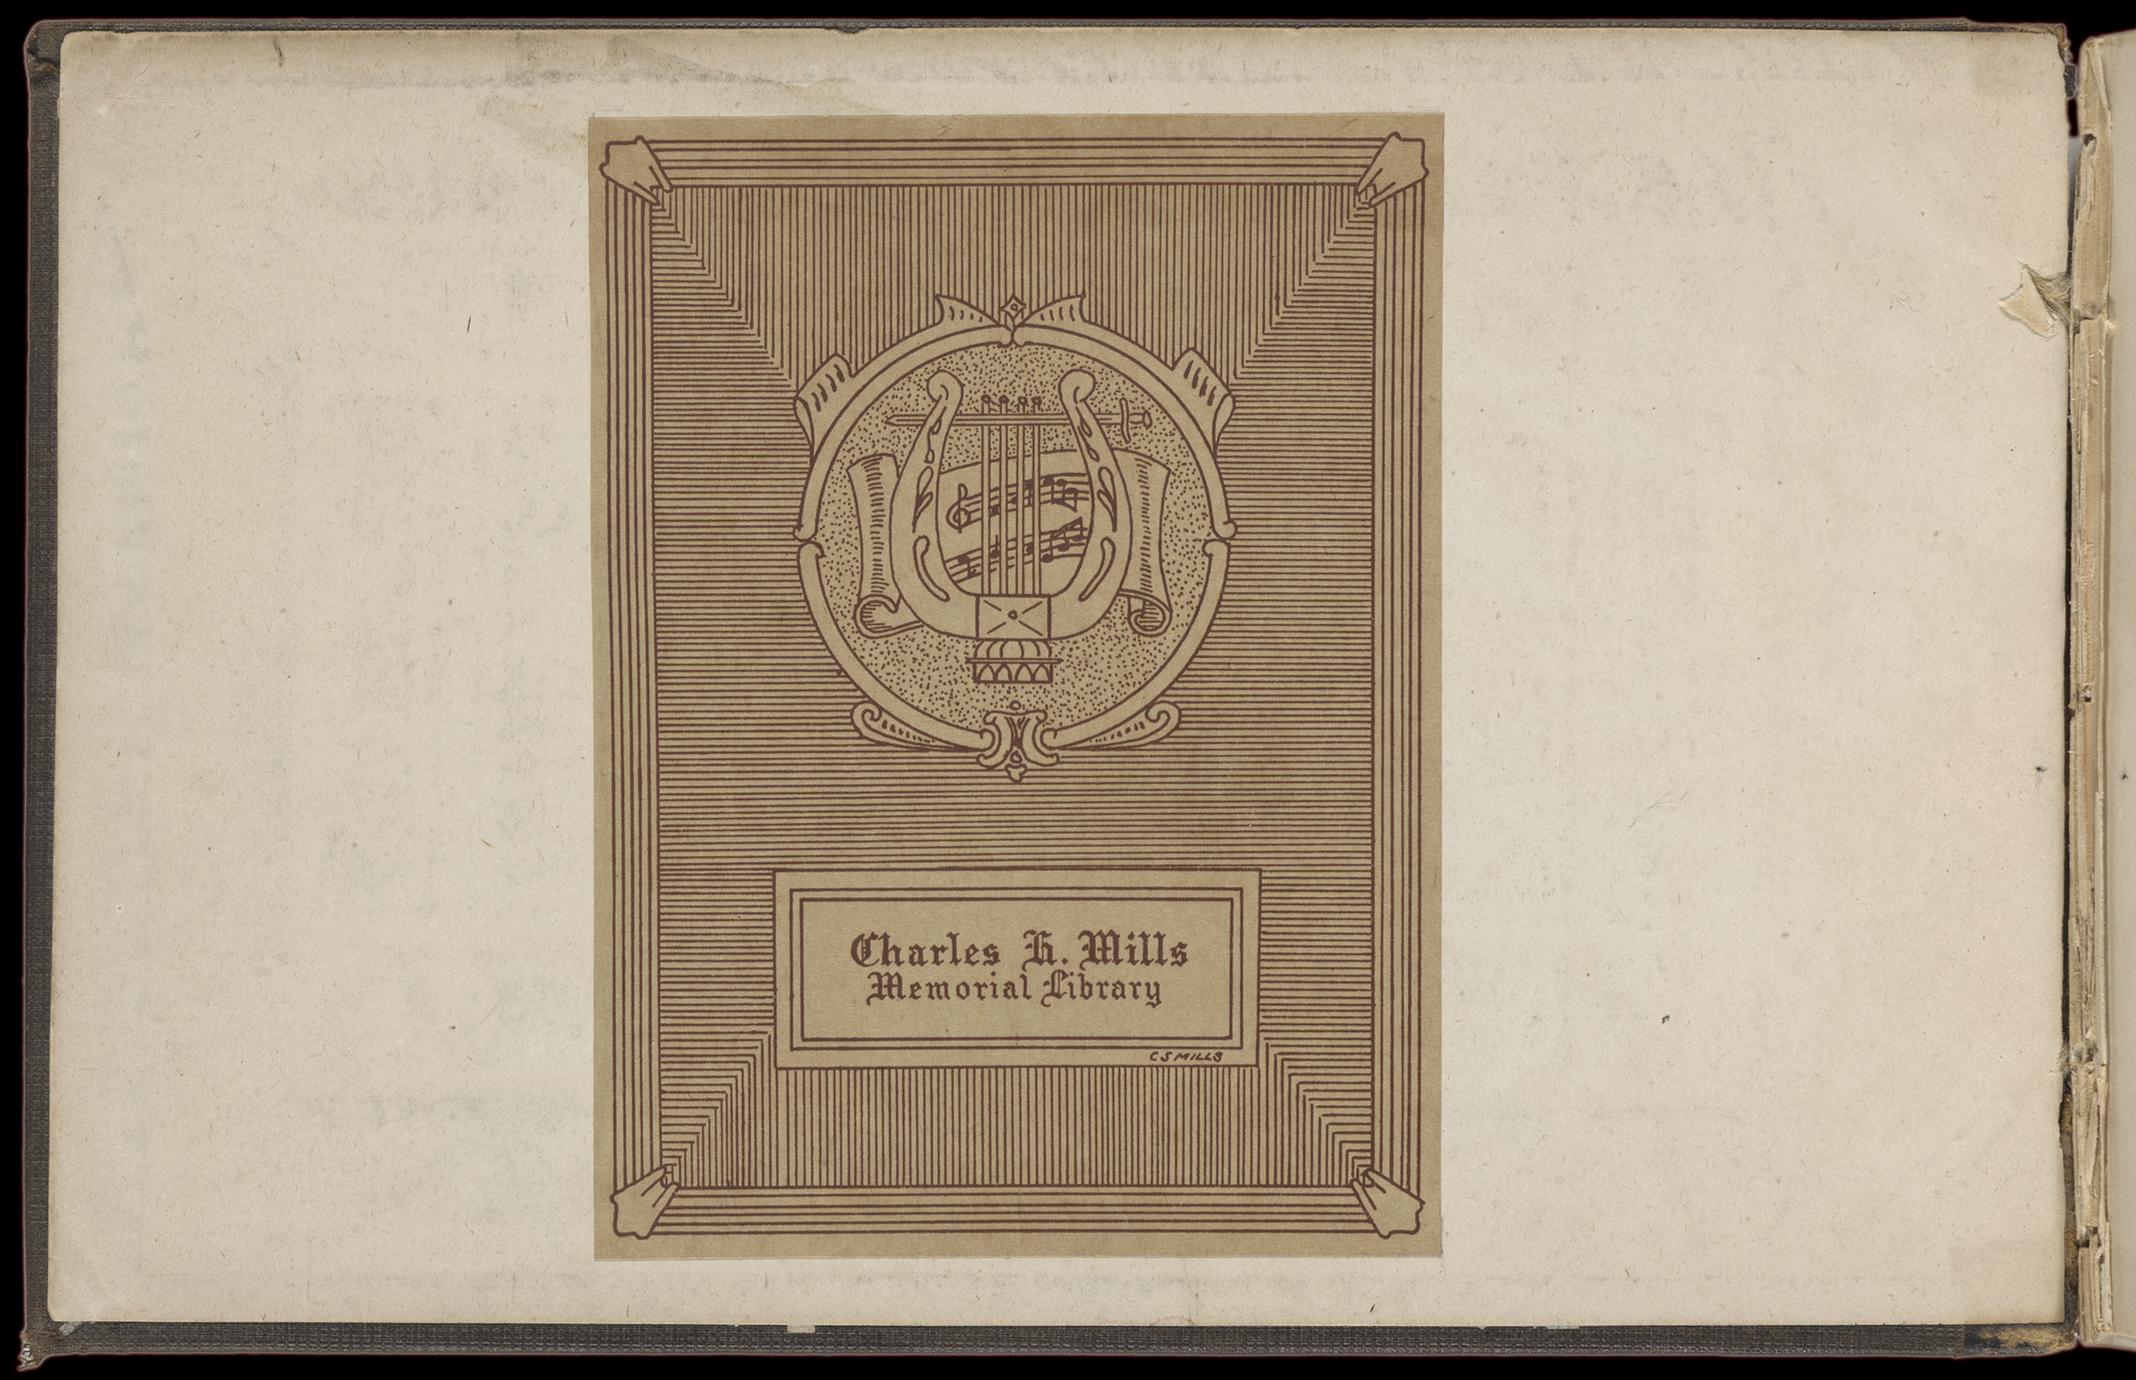 Charles H. Mills
Memorial Library
C S MILLS